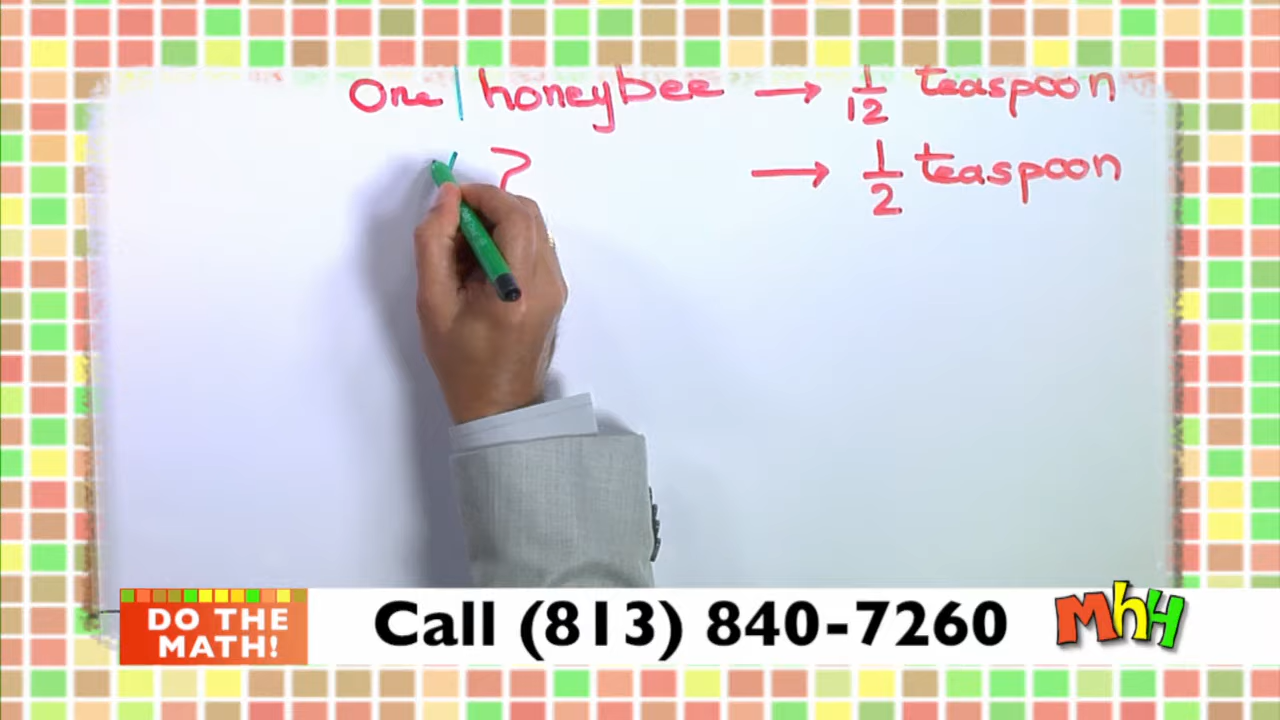 One honeybee → 1/12 teaspoon
? → 1/2 teaspoon
DO THE MATH! Call (813) 840-7260 MhH